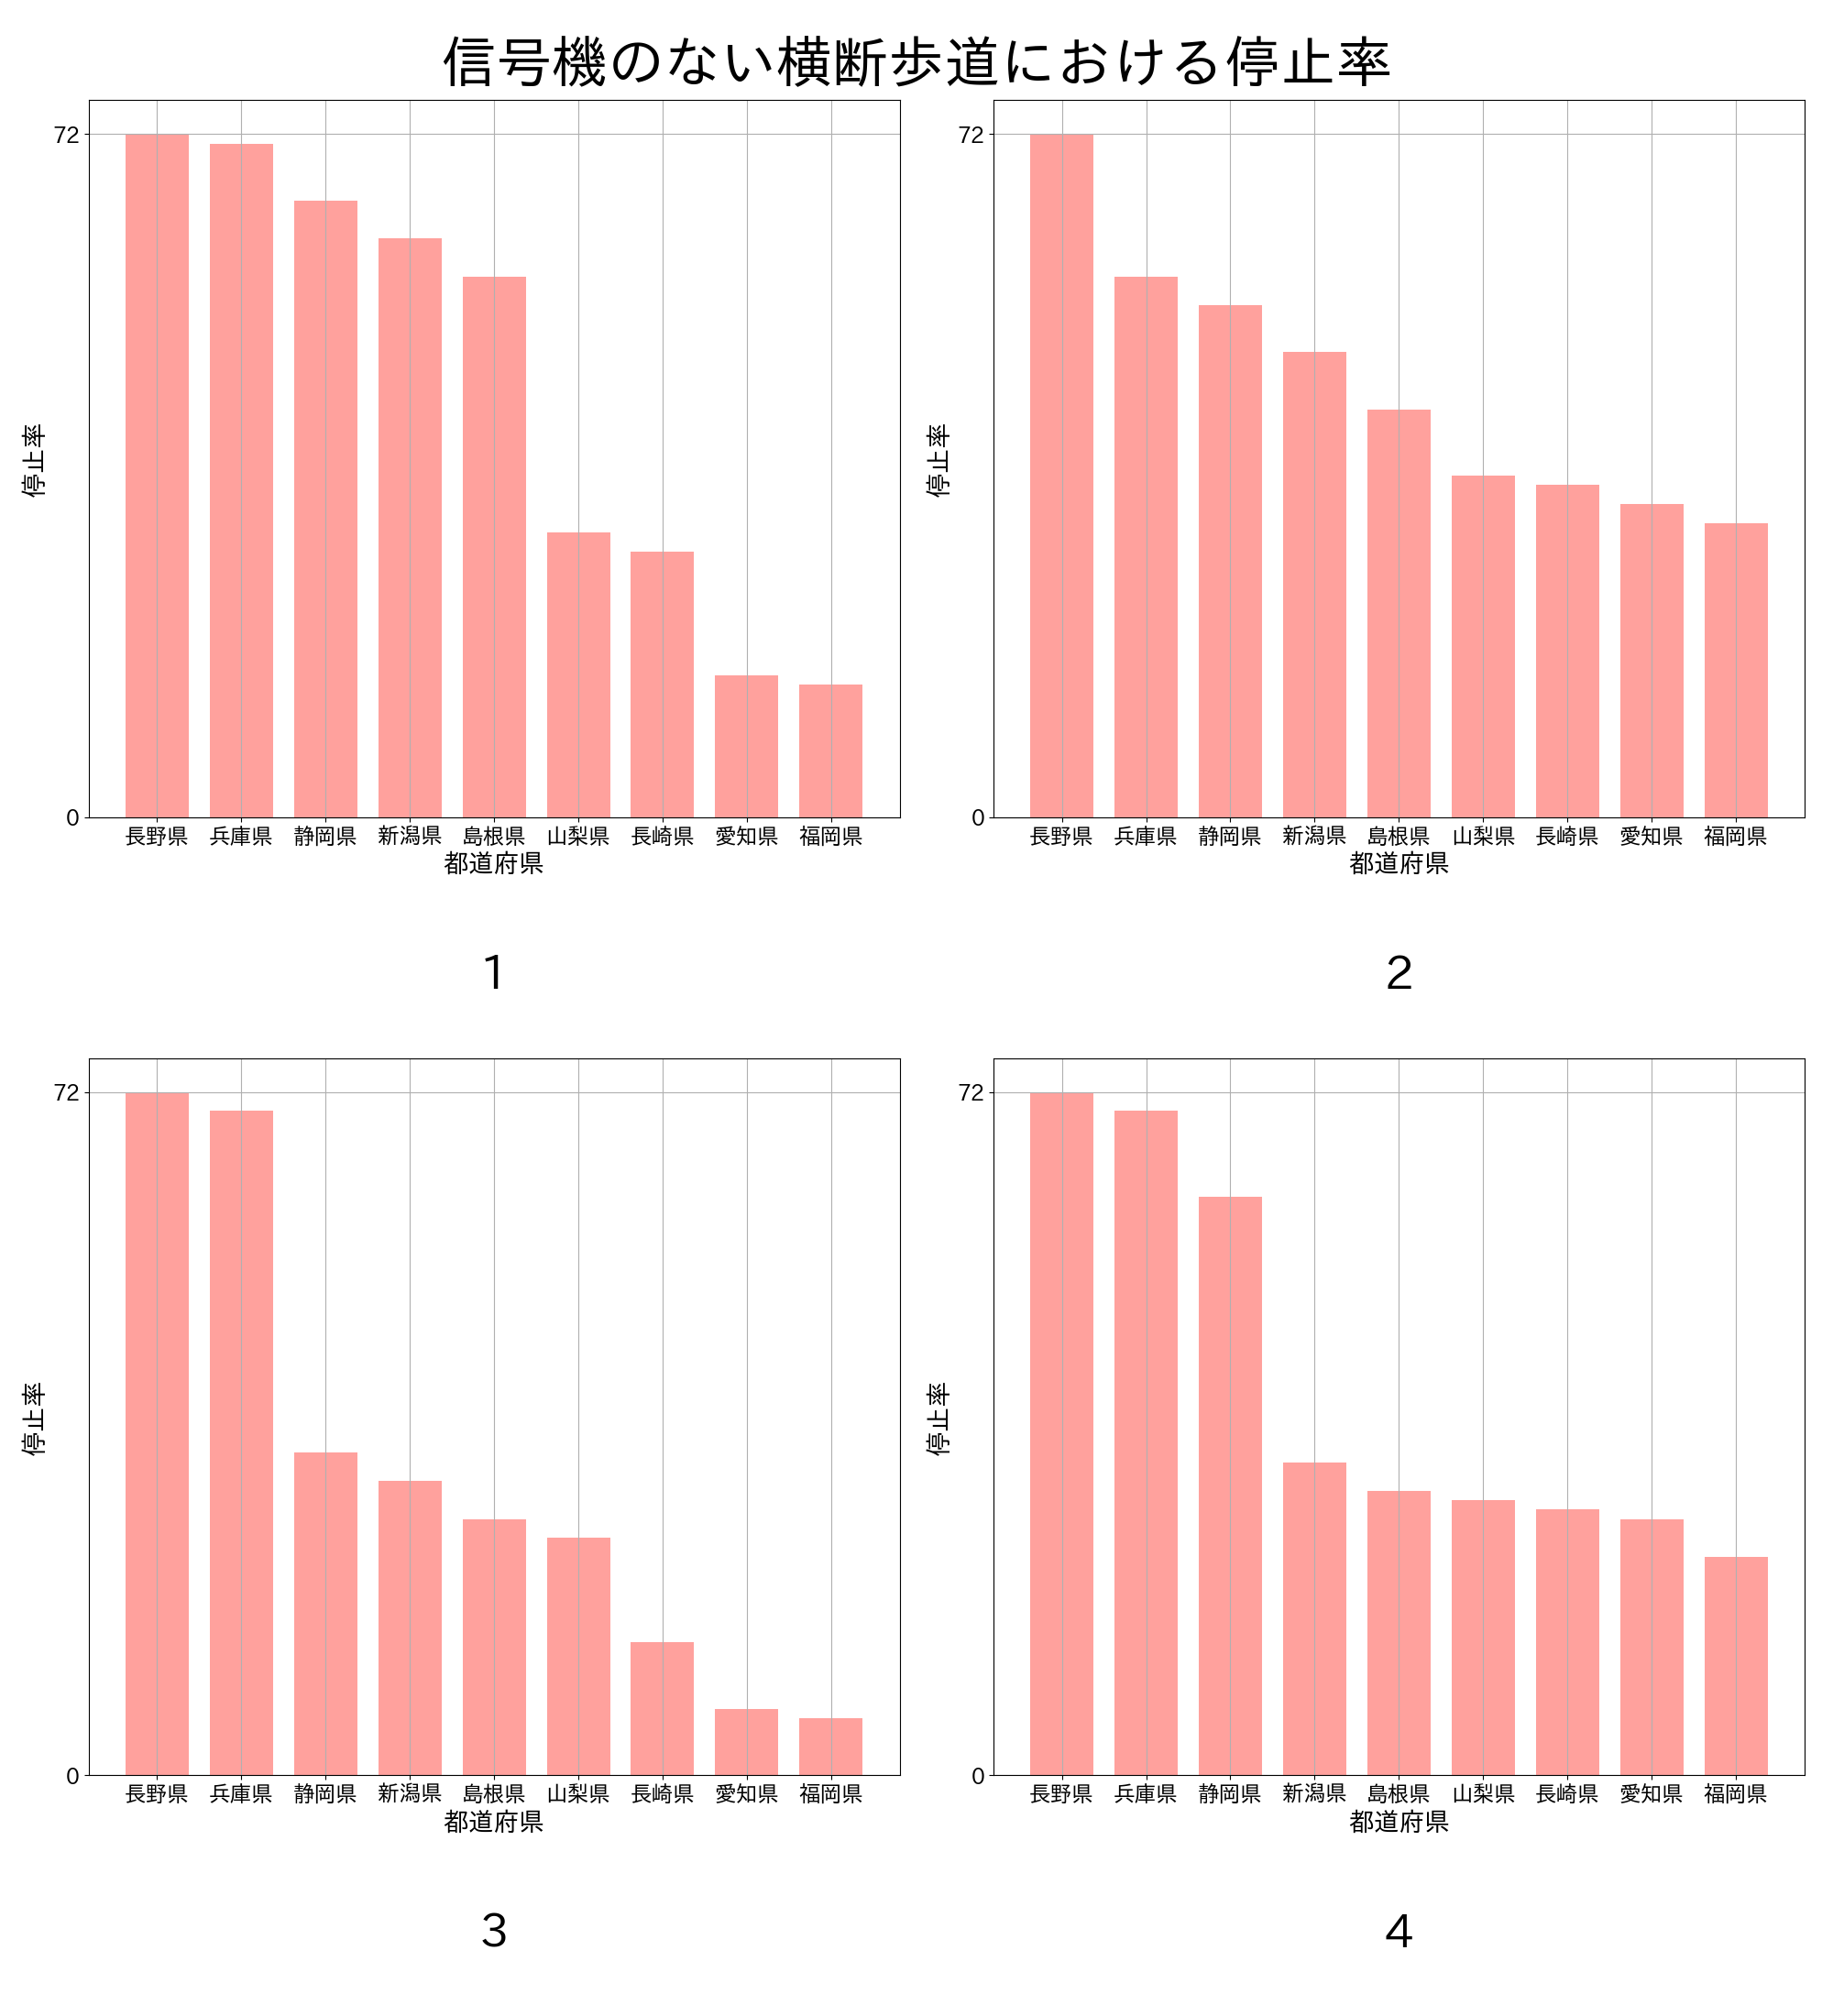 信号機のない横断歩道における停止率
72
0
停止率
長野県 兵庫県 静岡県 新潟県 島根県 山梨県 長崎県 愛知県 福岡県
都道府県
1
72
0
停止率
長野県 兵庫県 静岡県 新潟県 島根県 山梨県 長崎県 愛知県 福岡県
都道府県
2
72
0
停止率
長野県 兵庫県 静岡県 新潟県 島根県 山梨県 長崎県 愛知県 福岡県
都道府県
3
72
0
停止率
長野県 兵庫県 静岡県 新潟県 島根県 山梨県 長崎県 愛知県 福岡県
都道府県
4